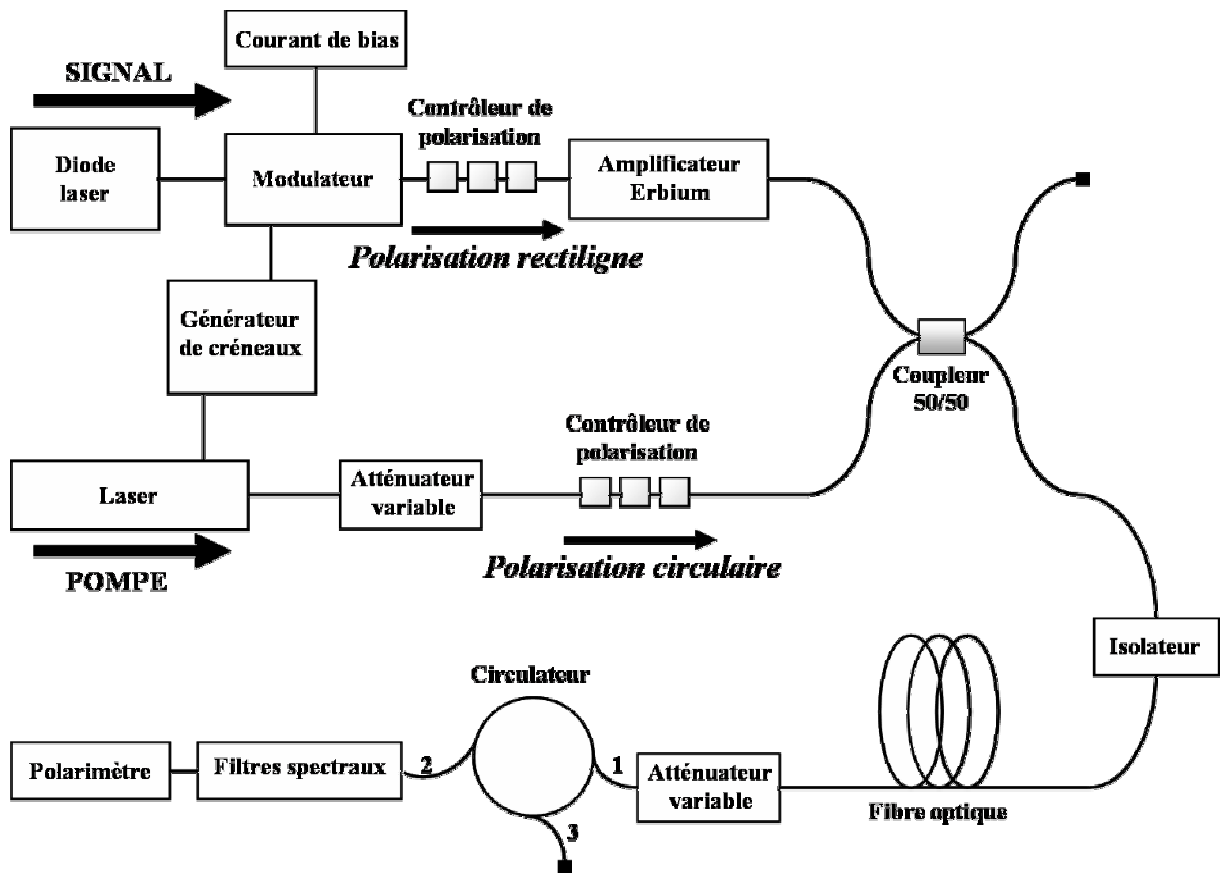 Courant de bias
SIGNAL
Contrôleur de
polarisation
Diode
laser
Modulateur
Amplificateur
Erbium
Polarisation rectiligne
Générateur
de créneaux
Coupleur
50/50
Contrôleur de
polarisation
Laser
Atténuateur
variable
POMPE
Polarisation circulaire
Isolateur
Circulateur
Polarimètre
Filtres spectraux
2
1
Atténuateur
variable
3
Fibre optique